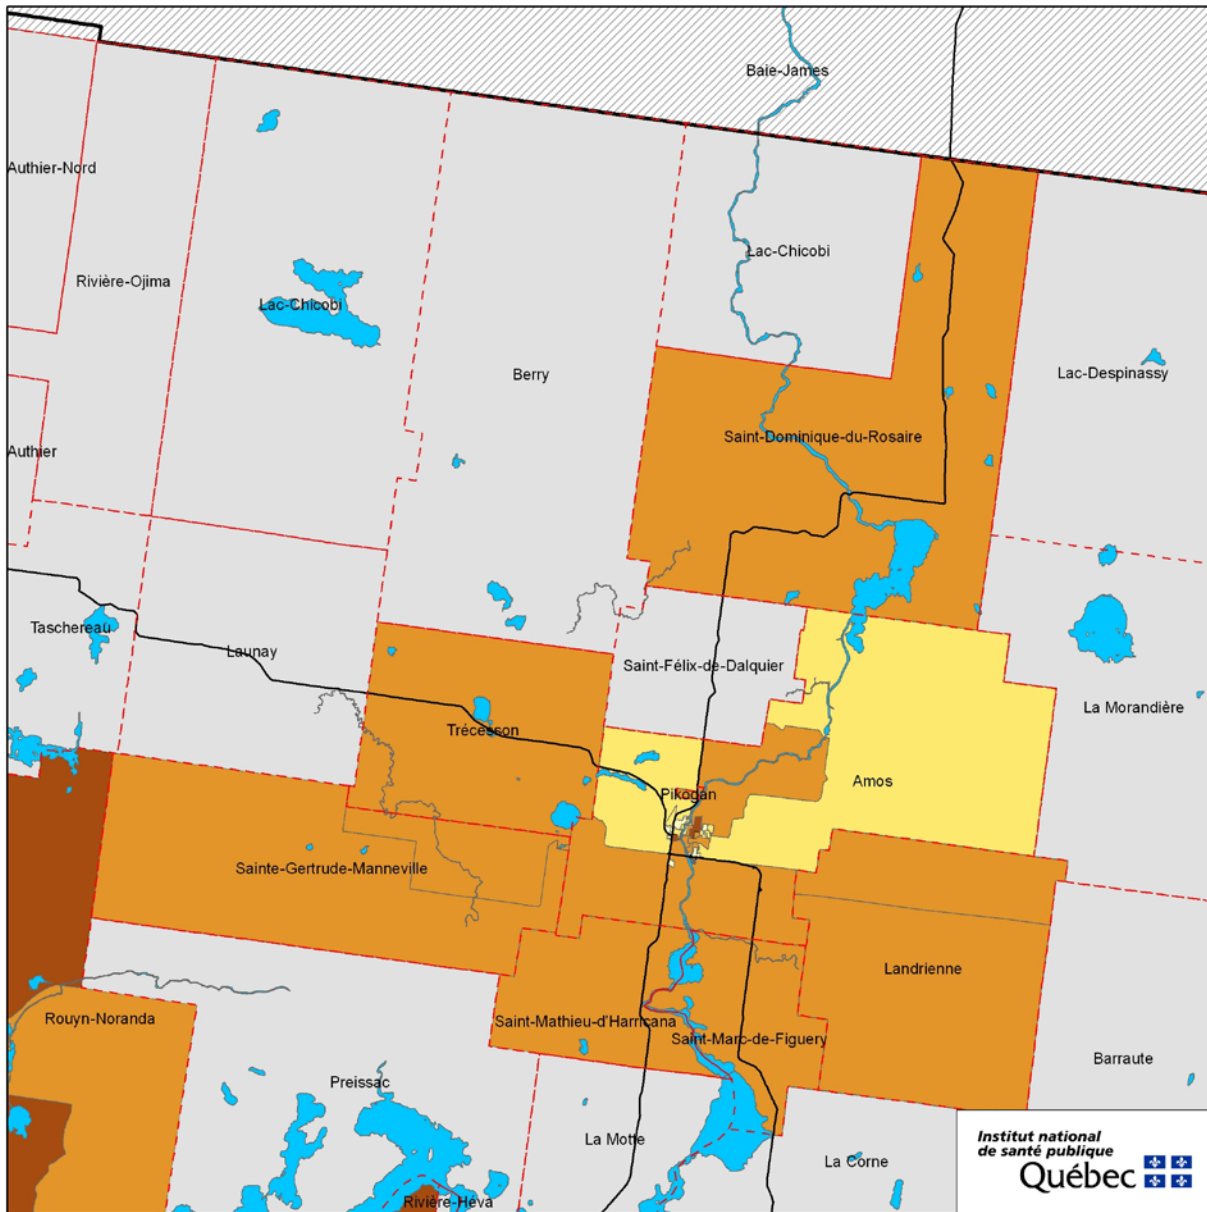 Baie-James
Authier-Nord
Lac-Chicobi
Rivière-Ojima
Lac-Chicobi
Berry
Lac-Despinassy
Saint-Dominique-du-Rosaire
Authier
Taschereau
Launay
Saint-Félix-de-Dalquier
La Morandière
Trécesson
Amos
Pikogan
Sainte-Gertrude-Manneville
Landrienne
Rouyn-Noranda
Saint-Mathieu-d'Harricana
Saint-Marc-de-Figuery
Barraute
Preissac
La Motte
La Corne
Rivière-Héva
Institut national
de santé publique
Québec